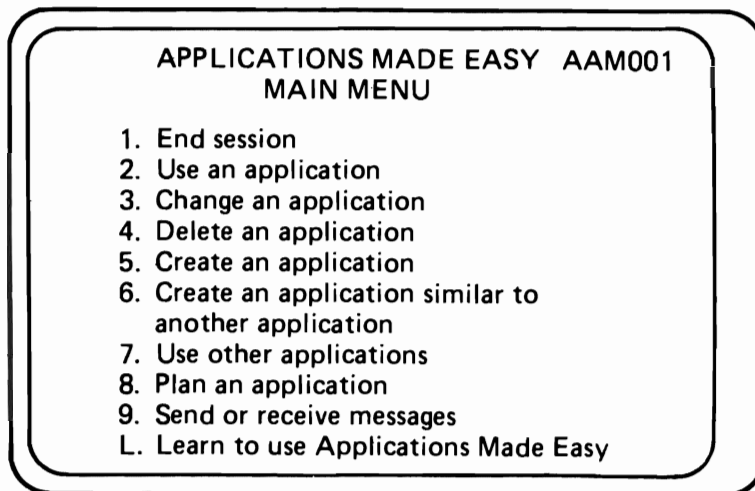 APPLICATIONS MADE EASY AAM001
MAIN MENU
1. End session
2. Use an application
3. Change an application
4. Delete an application
5. Create an application
6. Create an application similar to
another application
7. Use other applications
8. Plan an application
9. Send or receive messages
L. Learn to use Applications Made Easy